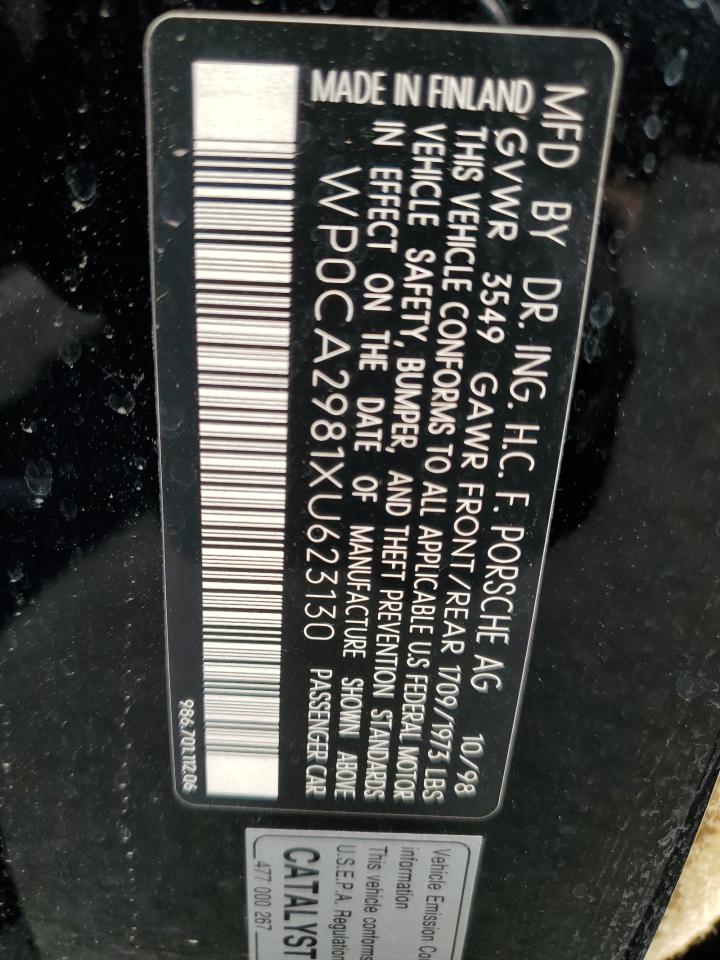 MFD BY DR. ING. H.C. F. PORSCHE AG 10/98
GVWR 3549 GAWR FRONT/REAR 1709/1973 LBS
THIS VEHICLE CONFORMS TO ALL APPLICABLE U.S FEDERAL MOTOR
VEHICLE SAFETY, BUMPER, AND THEFT PREVENTION STANDARDS
IN EFFECT ON THE DATE OF MANUFACTURE SHOWN ABOVE
MADE IN FINLAND
WP0CA2981XU623130 PASSENGER CAR
986.701.112.06
Vehicle Emission Co
information
This vehicle conforms
U.S.E.P.A. Regulation
CATALYST
477 000 267